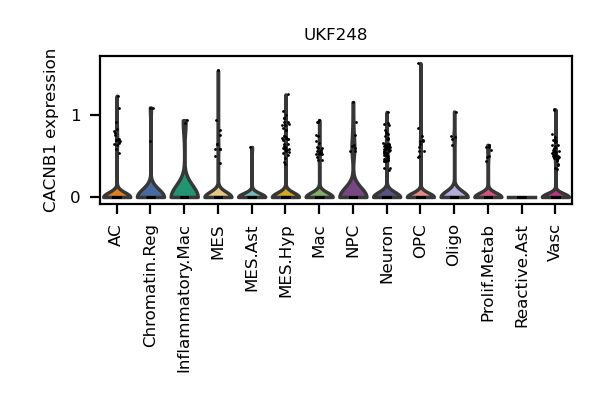 UKF248
CACNB1 expression
1
0
AC
Chromatin.Reg
Inflammatory.Mac
MES
MES.Ast
MES.Hyp
Mac
NPC
Neuron
OPC
Oligo
Prolif.Metab
Reactive.Ast
Vasc